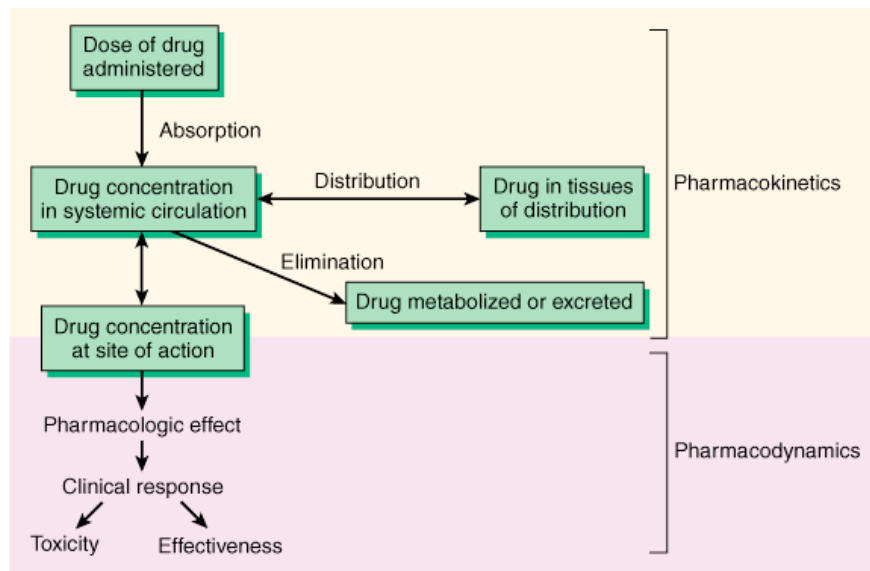 Dose of drug
administered
Absorption
Drug concentration
in systemic circulation
Distribution
Drug in tissues
of distribution
Pharmacokinetics
Elimination
Drug metabolized or excreted
Drug concentration
at site of action
Pharmacologic effect
Pharmacodynamics
Clinical response
Toxicity
Effectiveness